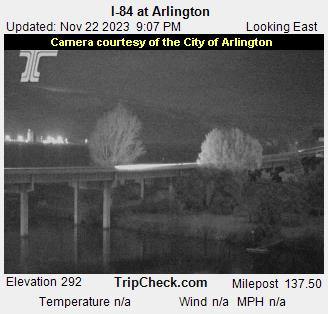 I-84 at Arlington
Updated: Nov 22 2023 9:07 PM Looking East
Camera courtesy of the City of Arlington
Elevation 292 TripCheck.com Milepost 137.50
Temperature n/a Wind n/a MPH n/a